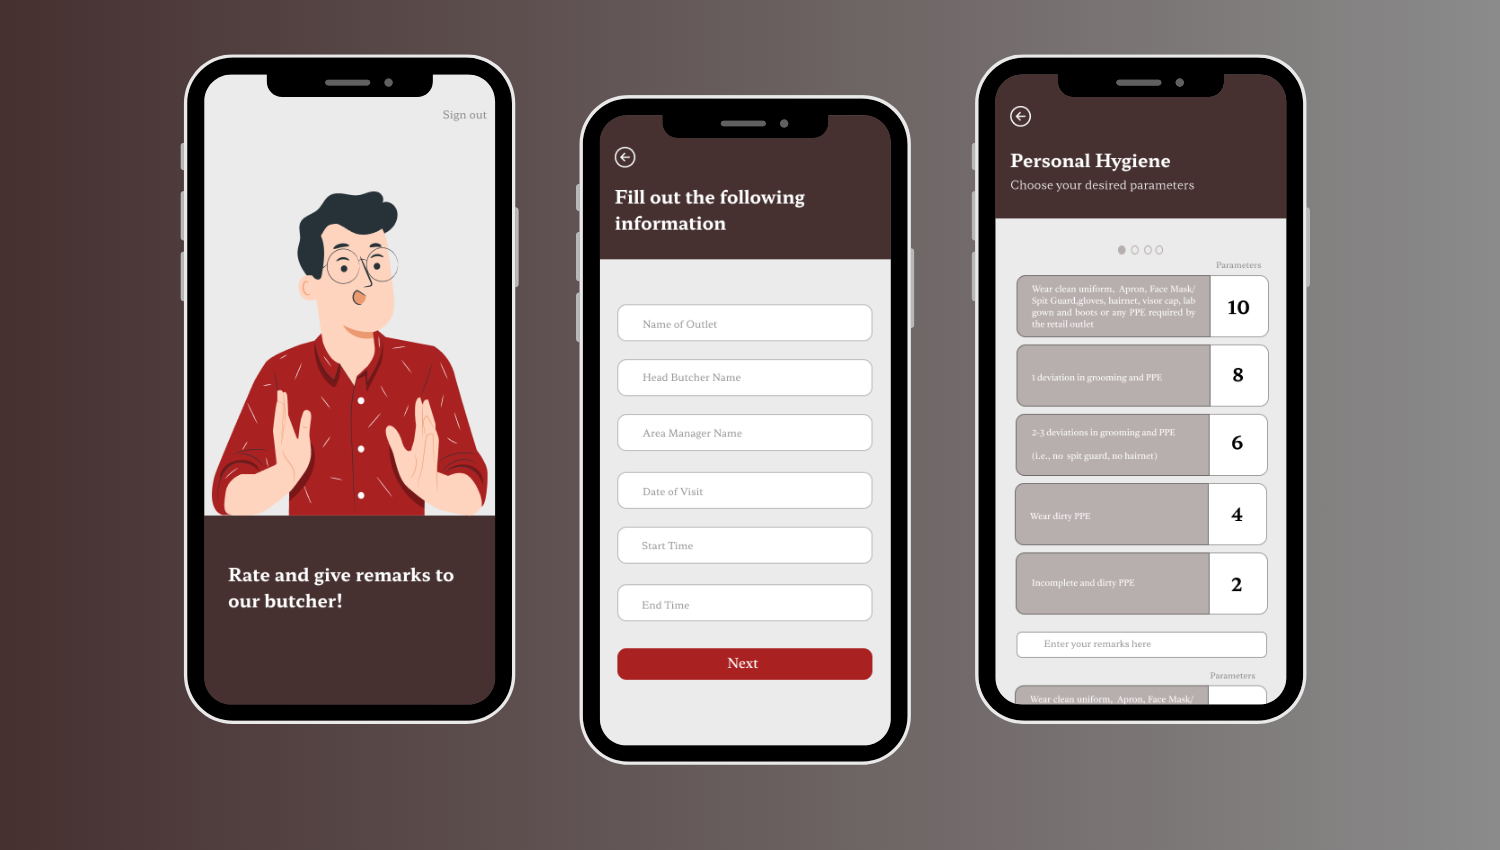 Sign out
Rate and give remarks to
our butcher!
Fill out the following
information
Name of Outlet
Head Butcher Name
Area Manager Name
Date of Visit
Start Time
End Time
Next
Personal Hygiene
Choose your desired parameters
Parameters
Wear clean uniform, Apron, Face Mask/
Spit Guard,gloves, hairnet, visor cap, lab
gown and boots or any PPE required by
the retail outlet
10
1 deviation in grooming and PPE
8
2-3 deviations in grooming and PPE
(i.e., no spit guard, no hairnet)
6
Wear dirty PPE
4
Incomplete and dirty PPE
2
Enter your remarks here
Parameters
Wear clean uniform, Apron, Face Mask/